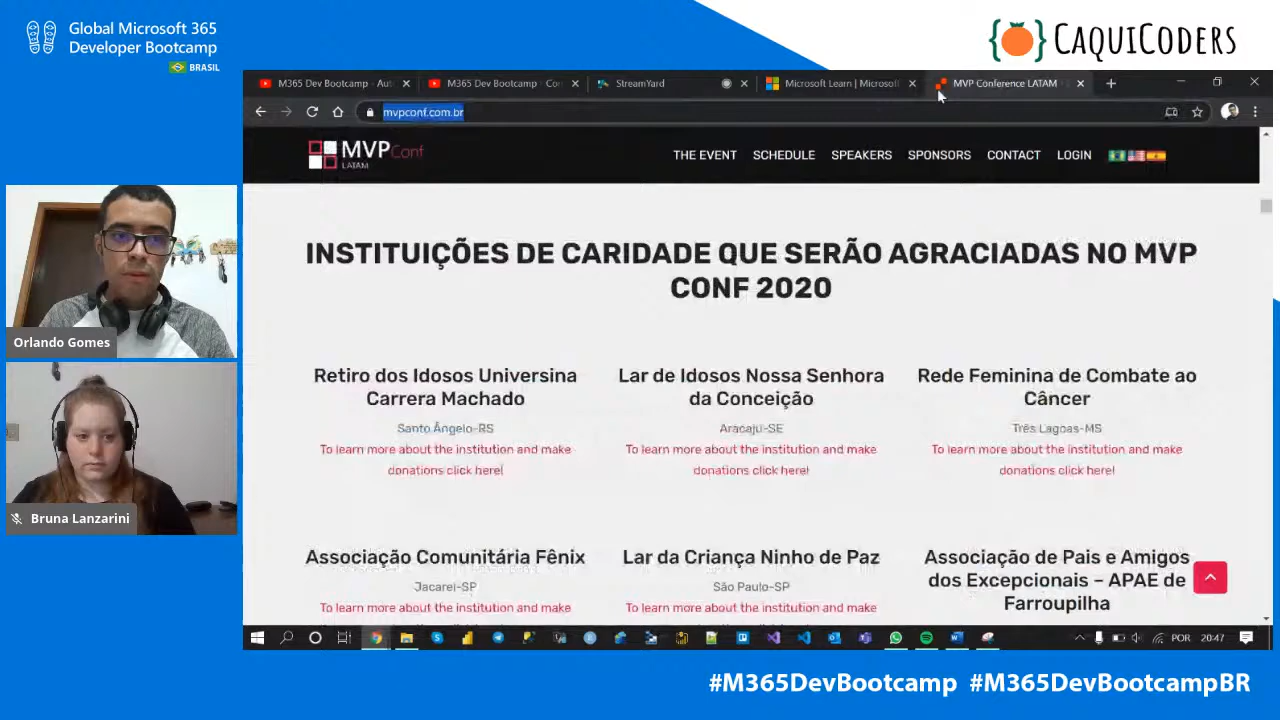 Global Microsoft 365
Developer Bootcamp
BRASIL
{ } CAQUICODERS
M365 Dev Bootcamp - Aut
M365 Dev Bootcamp - Co
StreamYard
Microsoft Learn | Microsoft
MVP Conference LATAM -
mvpconf.com.br
MVPConf
LATAM
THE EVENT
SCHEDULE
SPEAKERS
SPONSORS
CONTACT
LOGIN
INSTITUIÇÕES DE CARIDADE QUE SERÃO AGRACIADAS NO MVP
CONF 2020
Retiro dos Idosos Universina
Carrera Machado
Santo Ângelo-RS
To learn more about the institution and make
donations click here!
Lar de Idosos Nossa Senhora
da Conceição
Aracaju-SE
To learn more about the institution and make
donations click here!
Rede Feminina de Combate ao
Câncer
Três Lagoas-MS
To learn more about the institution and make
donations click here!
Associação Comunitária Fênix
Jacareí-SP
To learn more about the institution and make
Lar da Criança Ninho de Paz
São Paulo-SP
To learn more about the institution and make
Associação de Pais e Amigos
dos Excepcionais – APAE de
Farroupilha
Orlando Gomes
Bruna Lanzarini
POR
20:47
#M365DevBootcamp #M365DevBootcampBR